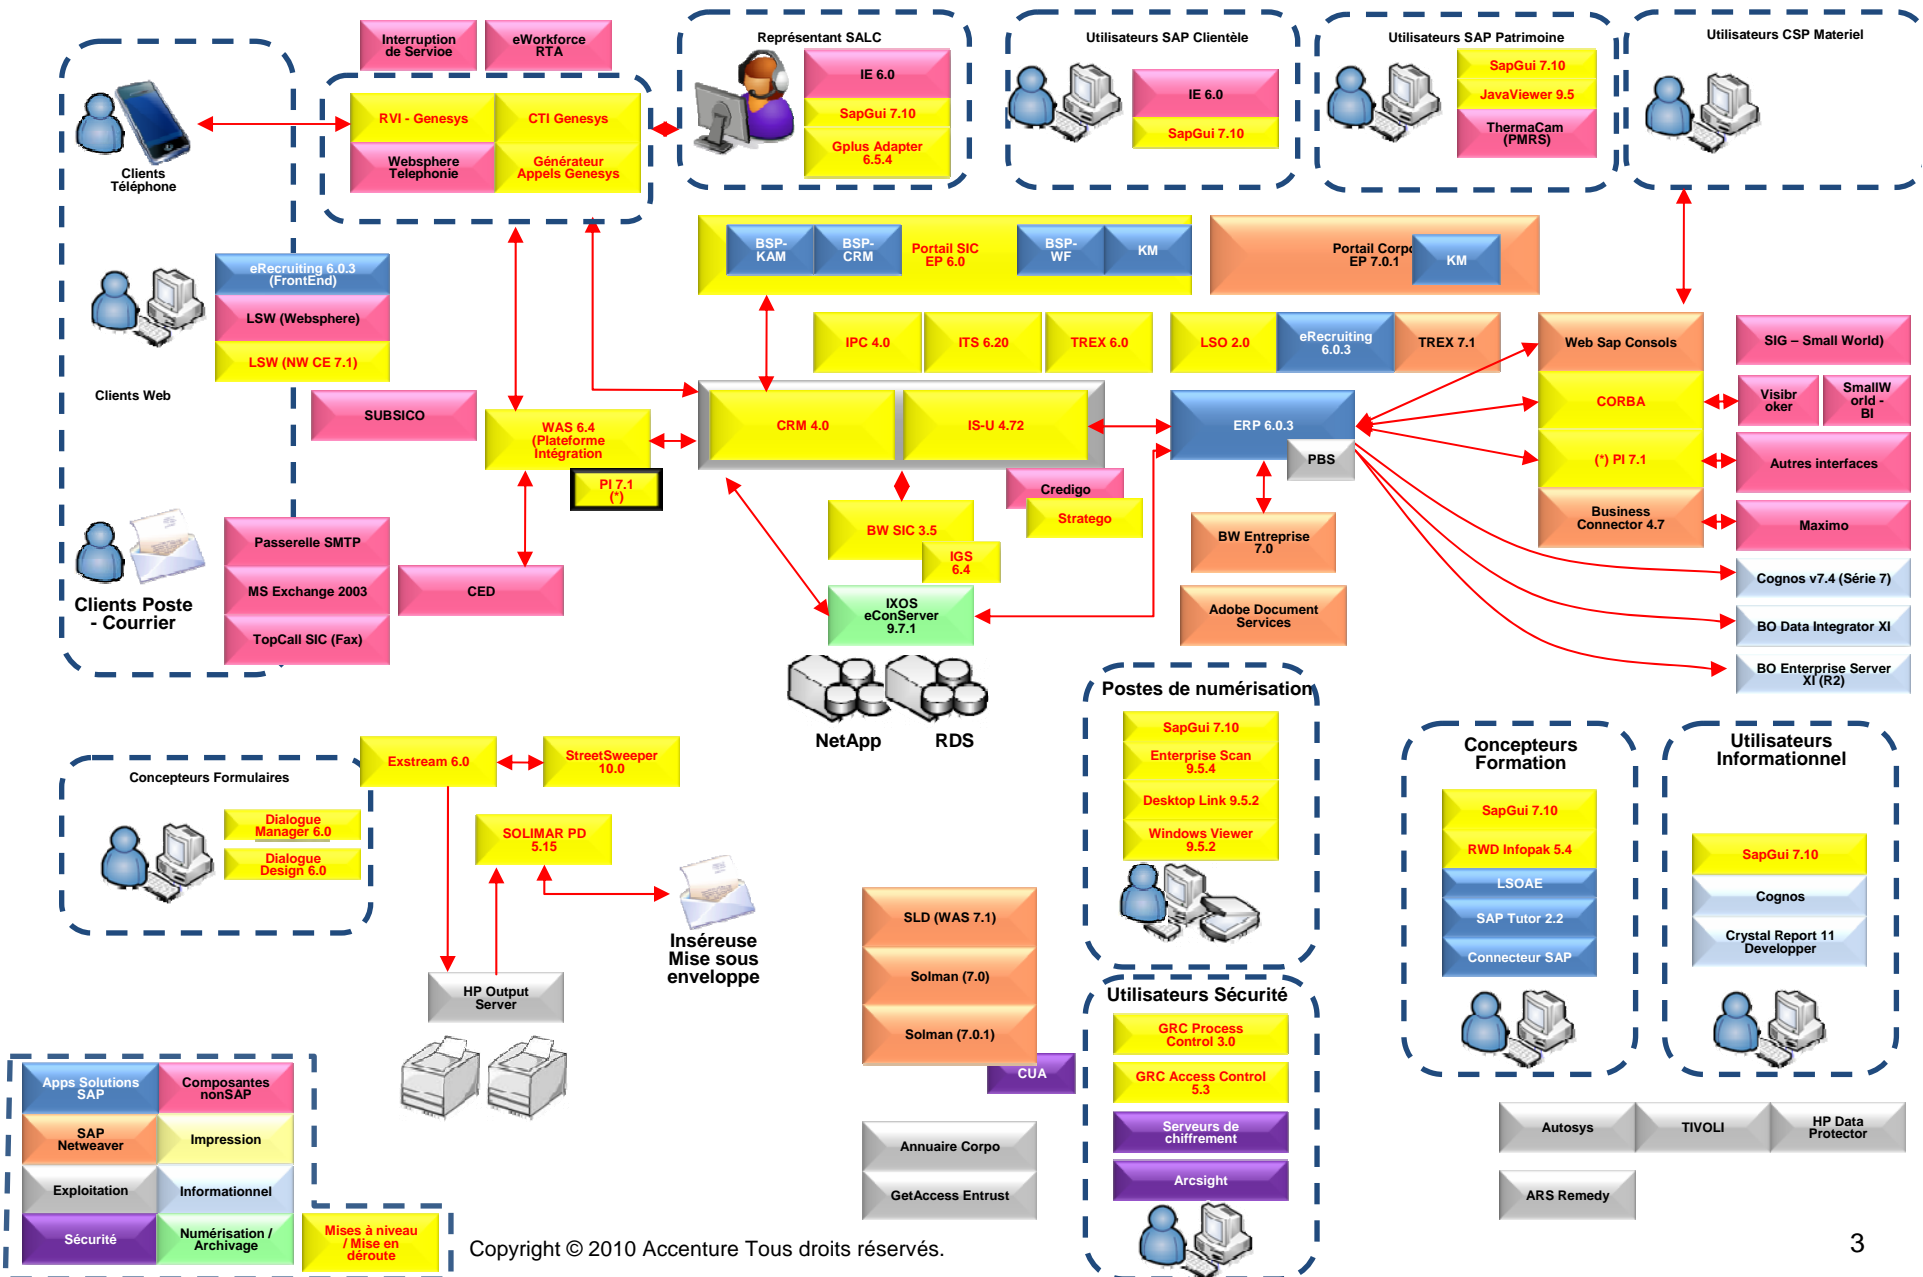 Interruption
de Servioe
eWorkforce
RTA
Représentant SALC
Utilisateurs SAP Clientèle
Utilisateurs SAP Patrimoine
Utilisateurs CSP Materiel
IE 6.0
SapGui 7.10
Gplus Adapter
6.5.4
IE 6.0
SapGui 7.10
SapGui 7.10
JavaViewer 9.5
ThermaCam
(PMRS)
RVI - Genesys
CTI Genesys
Websphere
Telephonie
Générateur
Appels Genesys
Clients
Téléphone
BSP-
KAM
BSP-
CRM
Portail SIC
EP 6.0
BSP-
WF
KM
Portail Corpo
EP 7.0.1
KM
eRecruiting 6.0.3
(FrontEnd)
LSW (Websphere)
LSW (NW CE 7.1)
Clients Web
IPC 4.0
ITS 6.20
TREX 6.0
LSO 2.0
eRecruiting
6.0.3
TREX 7.1
Web Sap Consols
SIG – Small World)
SUBSICO
WAS 6.4
(Plateforme
Intégration
PI 7.1
(*)
CRM 4.0
IS-U 4.72
ERP 6.0.3
PBS
CORBA
Visibr
oker
SmallW
orld -
BI
(*) PI 7.1
Autres interfaces
Business
Connector 4.7
Maximo
Credigo
Stratego
BW SIC 3.5
IGS
6.4
BW Entreprise
7.0
Cognos v7.4 (Série 7)
BO Data Integrator XI
BO Enterprise Server
XI (R2)
Passerelle SMTP
MS Exchange 2003
TopCall SIC (Fax)
CED
Clients Poste
- Courrier
IXOS
eConServer
9.7.1
Adobe Document
Services
NetApp
RDS
Postes de numérisation
SapGui 7.10
Enterprise Scan
9.5.4
Desktop Link 9.5.2
Windows Viewer
9.5.2
Concepteurs Formulaires
Dialogue
Manager 6.0
Dialogue
Design 6.0
Exstream 6.0
StreetSweeper
10.0
SOLIMAR PD
5.15
Inséreuse
Mise sous
enveloppe
HP Output
Server
Concepteurs
Formation
SapGui 7.10
RWD Infopak 5.4
LSOAE
SAP Tutor 2.2
Connecteur SAP
Utilisateurs
Informationnel
SapGui 7.10
Cognos
Crystal Report 11
Developper
SLD (WAS 7.1)
Solman (7.0)
Solman (7.0.1)
CUA
Utilisateurs Sécurité
GRC Process
Control 3.0
GRC Access Control
5.3
Serveurs de
chiffrement
Arcsight
Annuaire Corpo
GetAccess Entrust
Autosys
TIVOLI
HP Data
Protector
ARS Remedy
Apps Solutions
SAP
Composantes
nonSAP
SAP
Netweaver
Impression
Exploitation
Informationnel
Sécurité
Numérisation /
Archivage
Mises à niveau
/ Mise en
déroute
Copyright © 2010 Accenture Tous droits réservés.
3